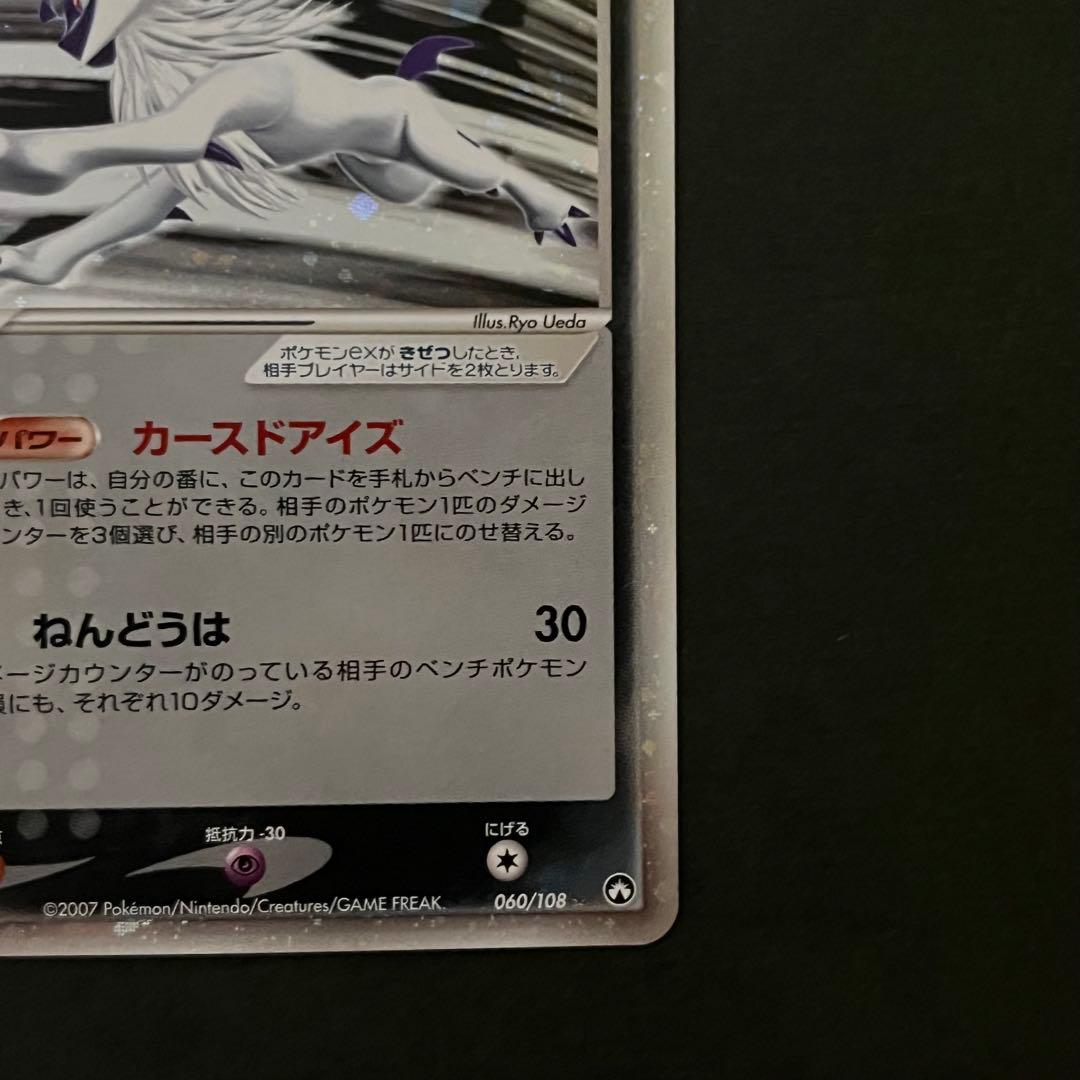 Illus.Ryo Ueda
ポケモンexが きぜつしたとき、
相手プレイヤーはサイドを2枚とります。
パワー カースドアイズ
パワーは、自分の番に、このカードを手札からベンチに出し
き、1回使うことができる。相手のポケモン1匹のダメージ
ンターを3個選び、相手の別のポケモン1匹にのせ替える。
ねんどうは 30
ージカウンターがのっている相手のベンチポケモン
にも、それぞれ10ダメージ。
抵抗力 -30 にげる
©2007 Pokémon/Nintendo/Creatures/GAME FREAK. 060/108